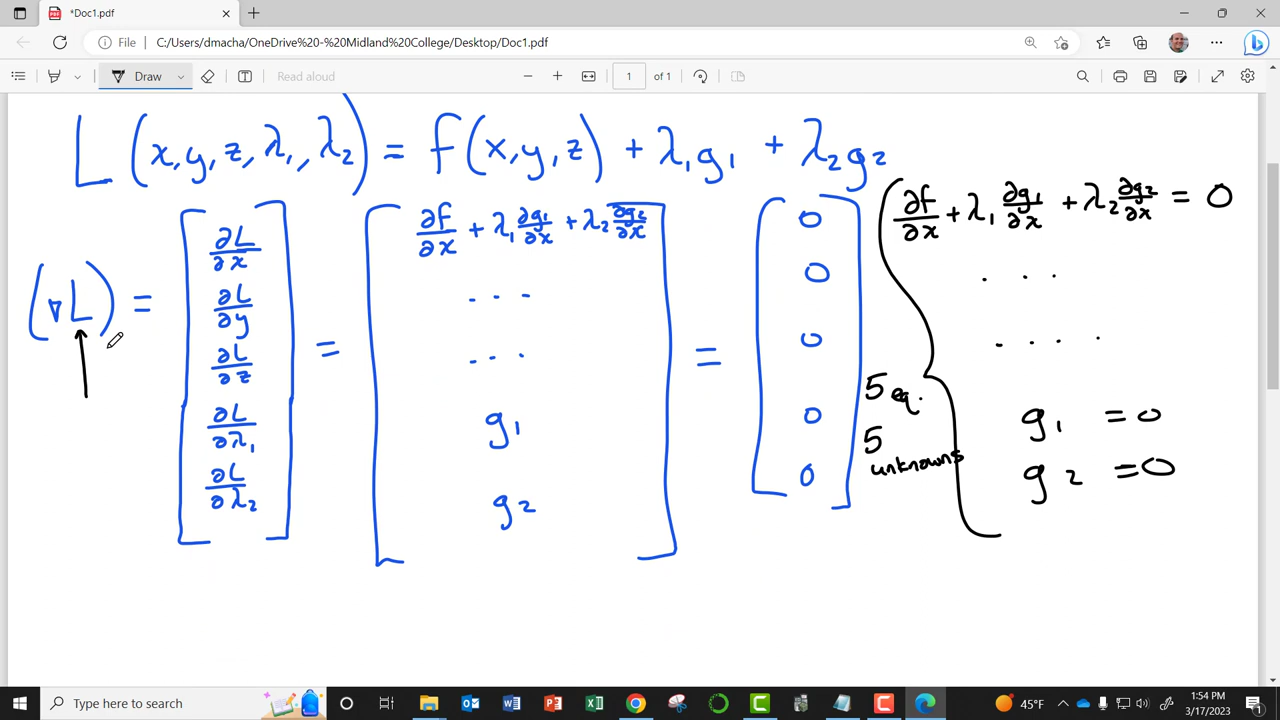 *Doc1.pdf
File C:/Users/dmacha/OneDrive%20-%20Midland%20College/Desktop/Doc1.pdf
Draw Read aloud 1 of 1
L (x, y, z, λ₁, λ₂) = f(x, y, z) + λ₁g₁ + λ₂g₂
(∇L) = [∂L/∂x ∂L/∂y ∂L/∂z ∂L/∂λ₁ ∂L/∂λ₂] = [∂f/∂x + λ₁ ∂g₁/∂x + λ₂ ∂g₂/∂x ... ... g₁ g₂] = [0 0 0 0 0]
∂f/∂x + λ₁ ∂g₁/∂x + λ₂ ∂g₂/∂x = 0
. . .
. . . .
g₁ = 0
g₂ = 0
5 eq.
5
unknowns
Type here to search
45°F
1:54 PM
3/17/2023